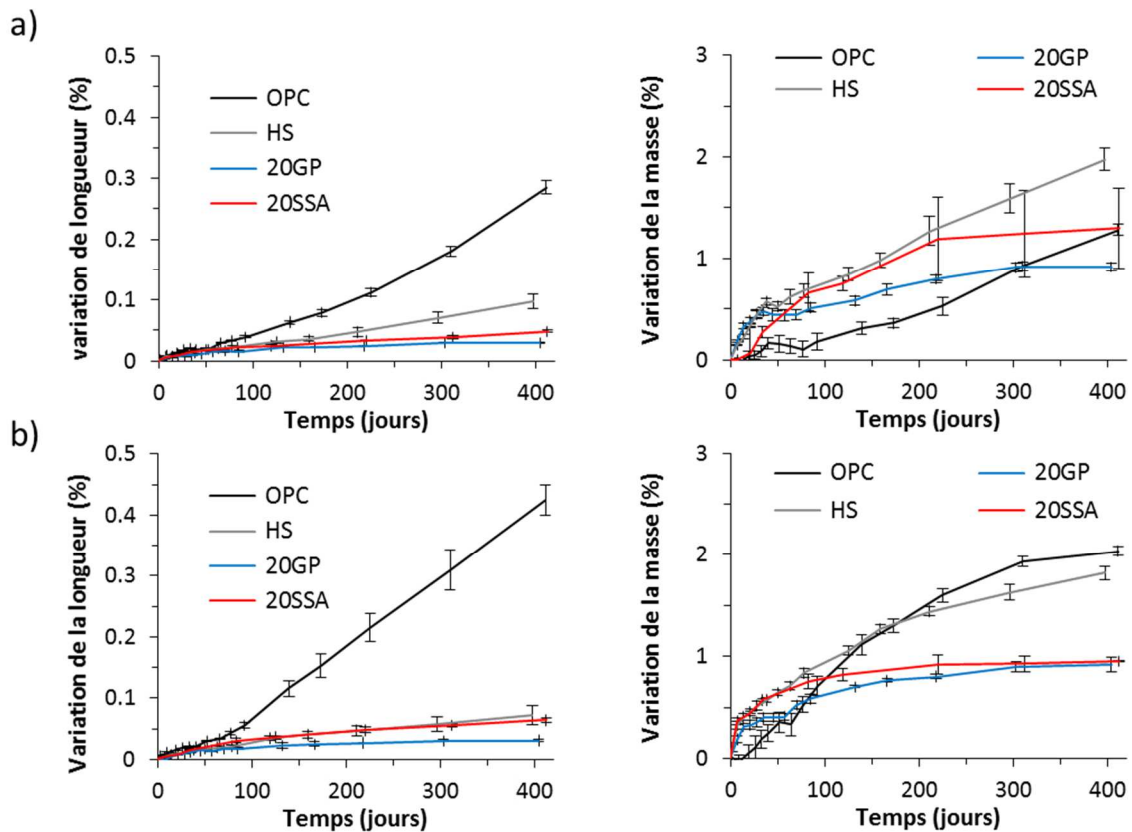 a)
variation de longueuur (%)
0.5
0.4
0.3
0.2
0.1
0
OPC
HS
20GP
20SSA
0 100 200 300 400
Temps (jours)
Variation de la masse (%)
3
2
1
0
OPC 20GP
HS 20SSA
0 100 200 300 400
Temps (jours)
b)
Variation de la longueur (%)
0.5
0.4
0.3
0.2
0.1
0
OPC
HS
20GP
20SSA
0 100 200 300 400
Temps (jours)
Variation de la masse (%)
3
2
1
0
OPC 20GP
HS 20SSA
0 100 200 300 400
Temps (jours)